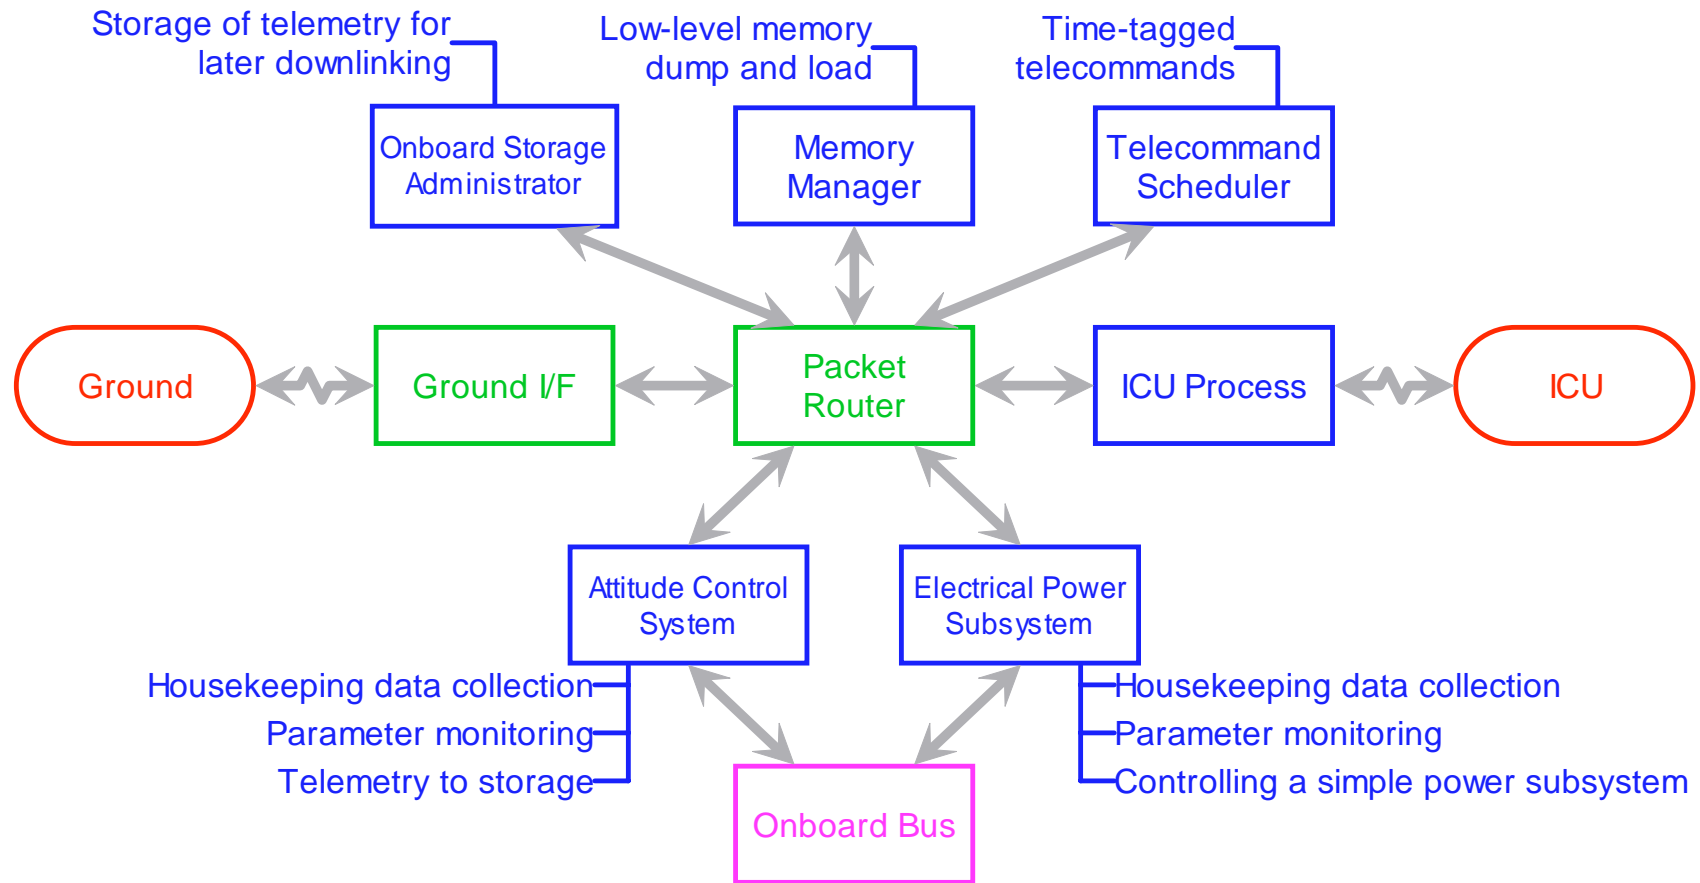 Storage of telemetry for
later downlinking
Low-level memory
dump and load
Time-tagged
telecommands
Onboard Storage
Administrator
Memory
Manager
Telecommand
Scheduler
Ground
Ground I/F
Packet
Router
ICU Process
ICU
Attitude Control
System
Electrical Power
Subsystem
Housekeeping data collection
Parameter monitoring
Telemetry to storage
Housekeeping data collection
Parameter monitoring
Controlling a simple power subsystem
Onboard Bus